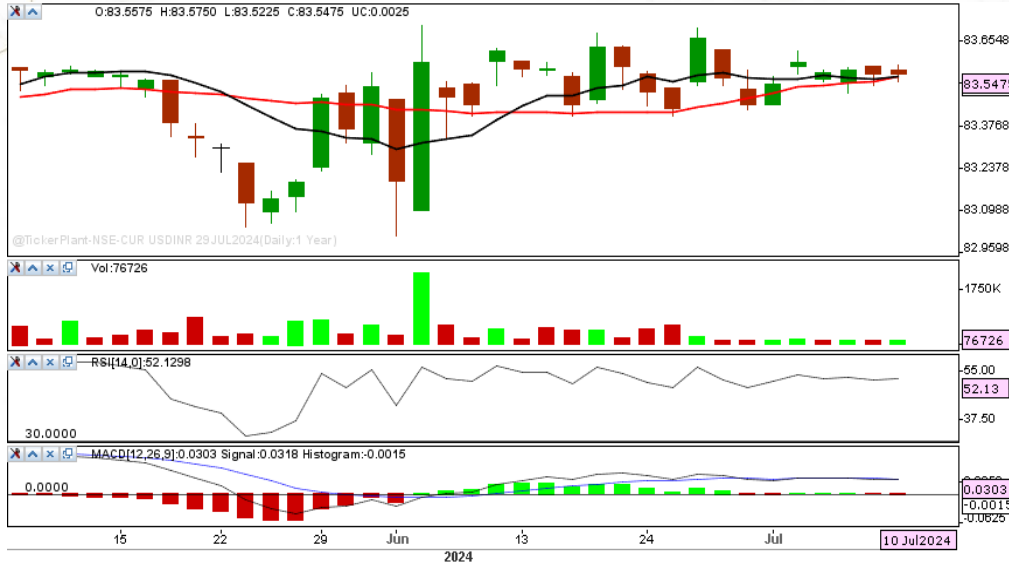 O:83.5575 H:83.5750 L:83.5225 C:83.5475 UC:0.0025
83.6548
83.5475
83.3768
83.2378
83.0988
82.9598
@TickerPlant-NSE-CUR USDINR 29JUL2024(Daily:1 Year)
Vol:76726
1750K
76726
RSI[14,0]:52.1298
55.00
52.13
37.50
30.0000
MACD[12,26,9]:0.0303 Signal:0.0318 Histogram:-0.0015
0.0000
0.0303
-0.0015
-0.0625
15 22 29 Jun 13 24 Jul 10 Jul2024
2024